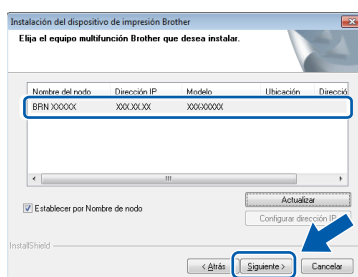 Instalación del dispositivo de impresión Brother
Elija el equipo multifunción Brother que desea instalar.
Nombre del nodo Dirección IP Modelo Ubicación Direcció
BRN XXXXX XXX.XX.XX XXX-XXXXX
Actualizar
Establecer por Nombre de nodo
Configurar dirección IP
InstallShield
< Atrás Siguiente > Cancelar